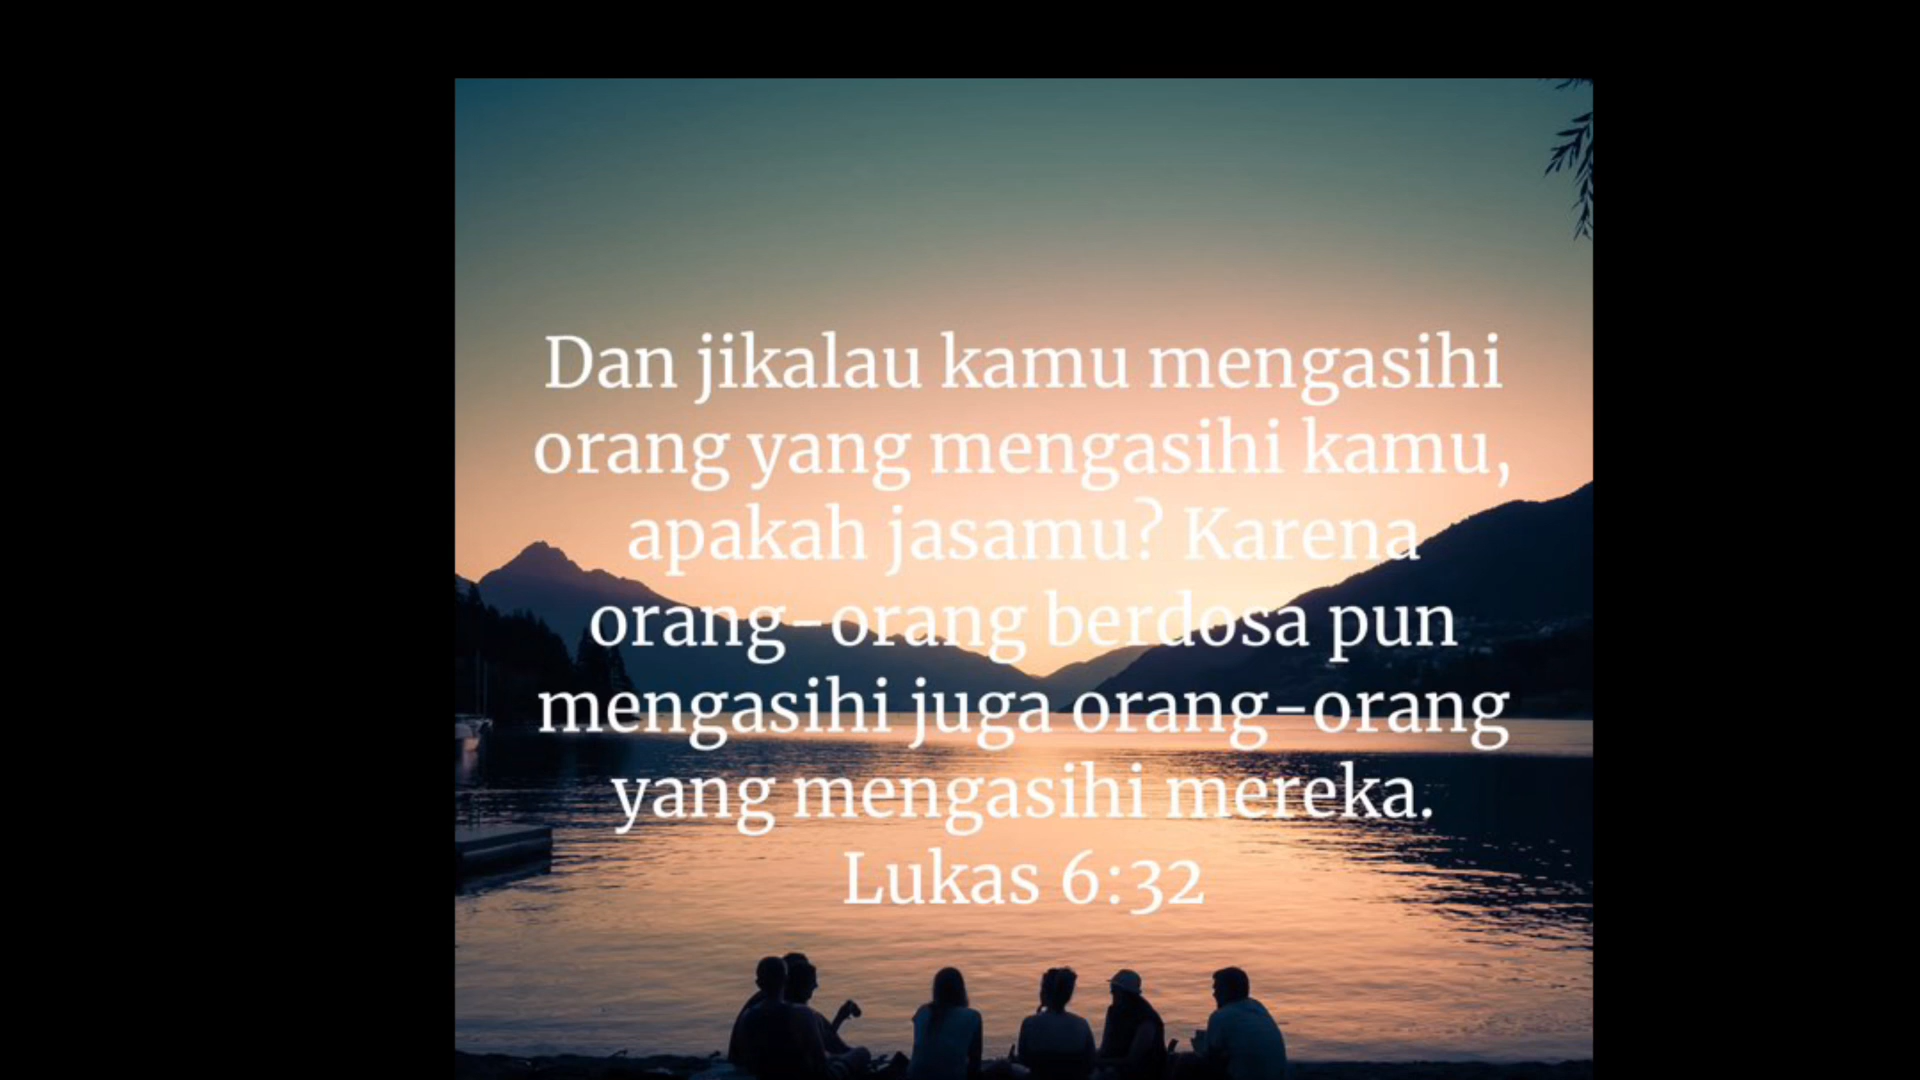 Dan jikalau kamu mengasihi
orang yang mengasihi kamu,
apakah jasamu? Karena
orang-orang berdosa pun
mengasihi juga orang-orang
yang mengasihi mereka.
Lukas 6:32